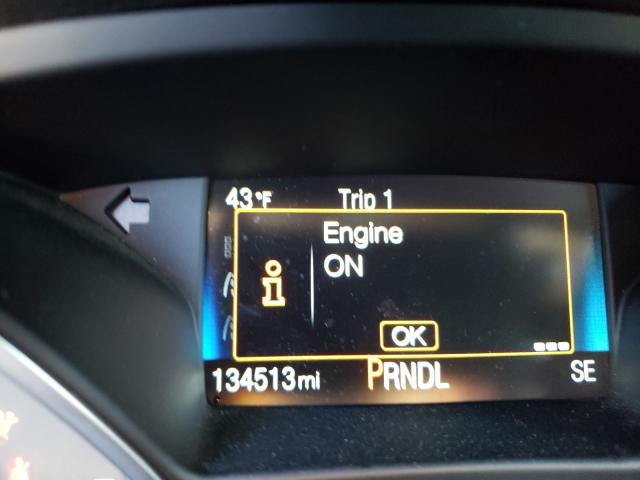 43°F Trip 1
Engine
ON
i
OK
134513mi PRNDL SE